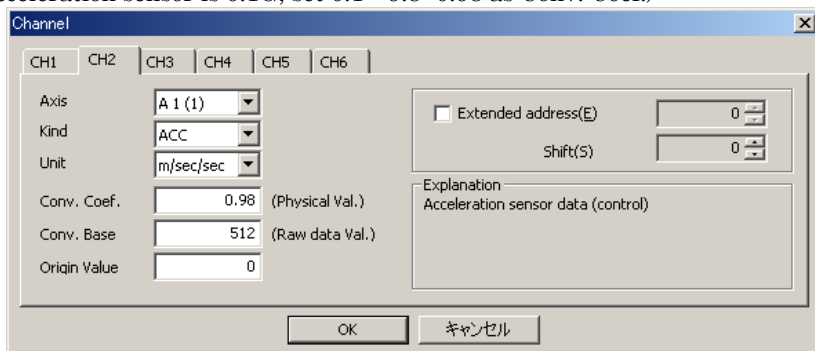 Channel
CH1 CH2 CH3 CH4 CH5 CH6
Axis A 1 (1)
Kind ACC
Unit m/sec/sec
Conv. Coef. 0.98 (Physical Val.)
Conv. Base 512 (Raw data Val.)
Origin Value 0
Extended address(E) 0
Shift(S) 0
Explanation
Acceleration sensor data (control)
OK キャンセル